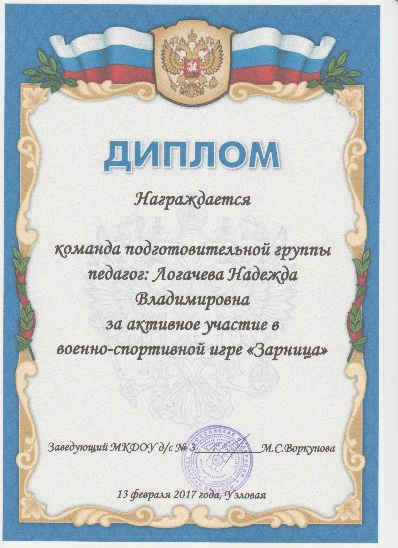 ДИПЛОМ
Награждается
команда подготовительной группы
педагог: Логачева Надежда
Владимировна
за активное участие в
военно-спортивной игре «Зарница»
Заведующий МКДОУ д/с № 3 М.С.Воркунова
13 февраля 2017 года, Узловая